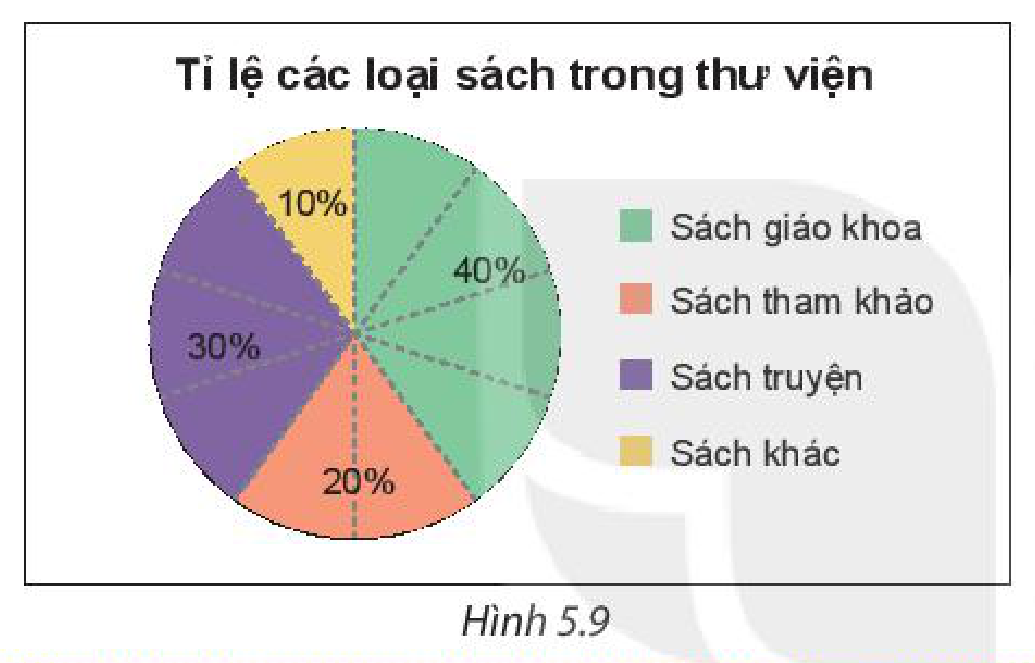 Tỉ lệ các loại sách trong thư viện
10%
40%
30%
20%
Sách giáo khoa
Sách tham khảo
Sách truyện
Sách khác
Hình 5.9